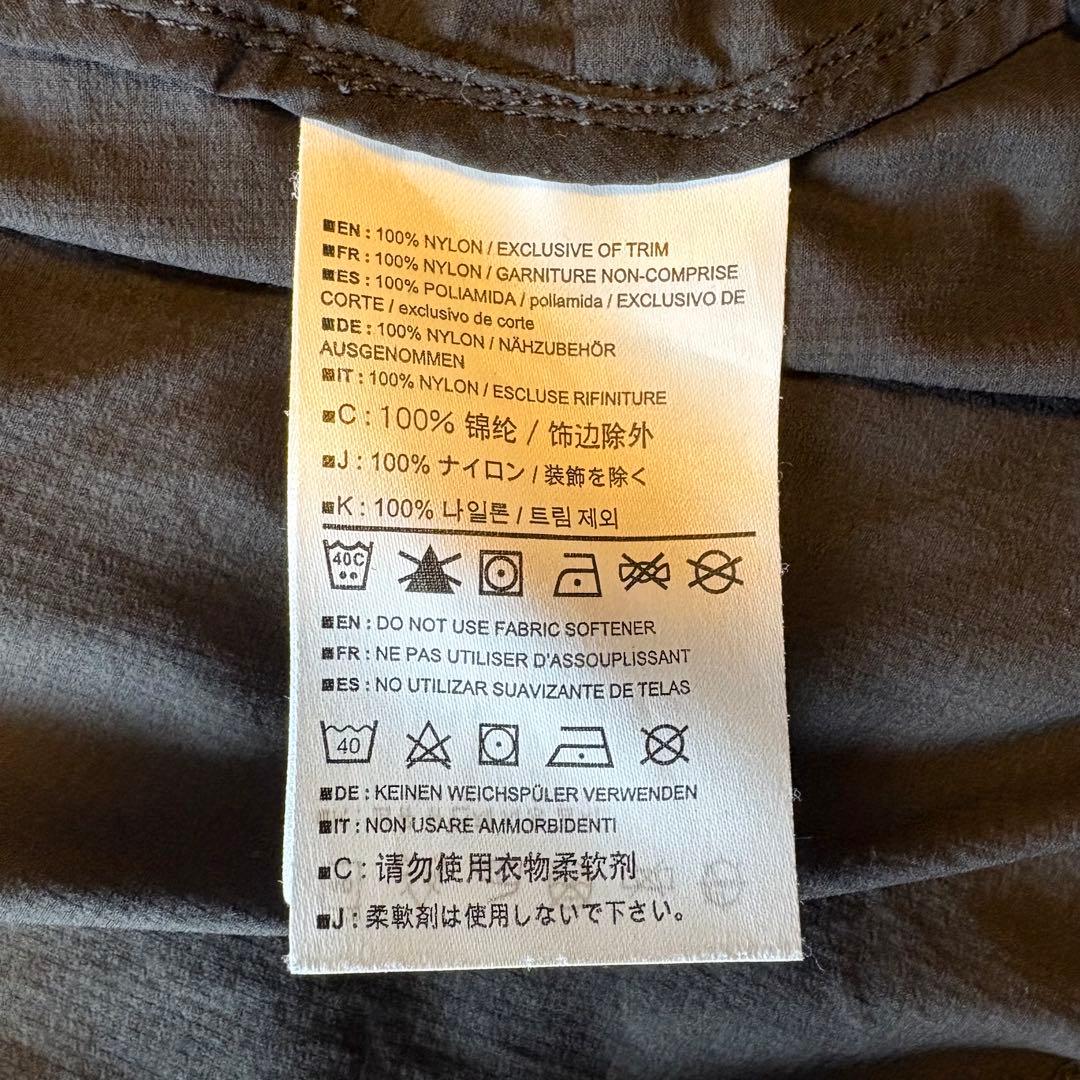 EN : 100% NYLON / EXCLUSIVE OF TRIM
FR : 100% NYLON / GARNITURE NON-COMPRISE
ES : 100% POLIAMIDA / poliamida / EXCLUSIVO DE
CORTE / exclusivo de corte
DE : 100% NYLON / NÄHZUBEHÖR
AUSGENOMMEN
IT : 100% NYLON / ESCLUSE RIFINITURE
C : 100% 锦纶 / 饰边除外
J : 100% ナイロン / 装飾を除く
K : 100% 나일론 / 트림 제외
40C
EN : DO NOT USE FABRIC SOFTENER
FR : NE PAS UTILISER D'ASSOUPLISSANT
ES : NO UTILIZAR SUAVIZANTE DE TELAS
40
DE : KEINEN WEICHSPÜLER VERWENDEN
IT : NON USARE AMMORBIDENTI
C : 请勿使用衣物柔软剂
J : 柔軟剤は使用しないで下さい。